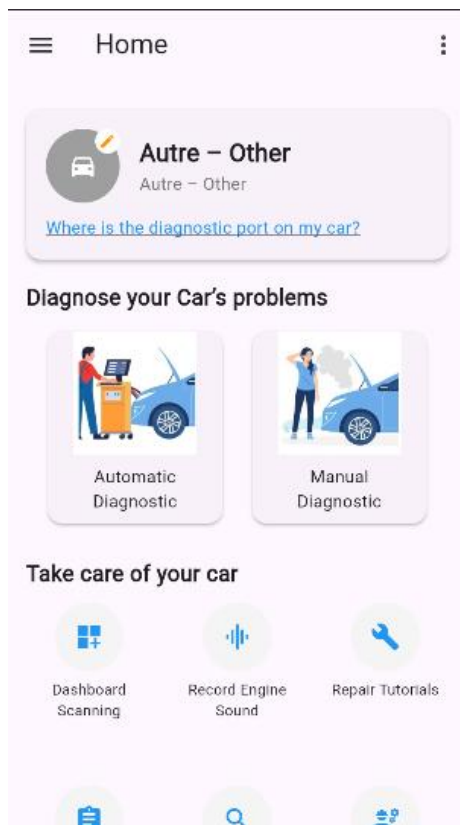 Home
Autre – Other
Autre – Other
Where is the diagnostic port on my car?
Diagnose your Car's problems
Automatic
Diagnostic
Manual
Diagnostic
Take care of your car
Dashboard
Scanning
Record Engine
Sound
Repair Tutorials